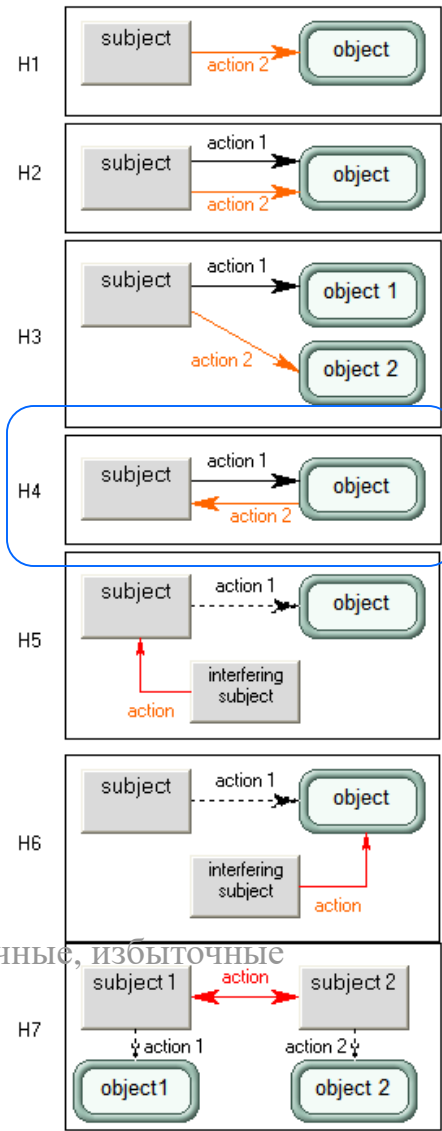 H1
subject
action 2
object
H2
subject
action 1
action 2
object
H3
subject
action 1
object 1
action 2
object 2
H4
subject
action 1
action 2
object
H5
subject
action 1
object
interfering
subject
action
H6
subject
action 1
object
interfering
subject
action
избыточные
H7
subject 1
action
subject 2
action 1
action 2
object1
object 2